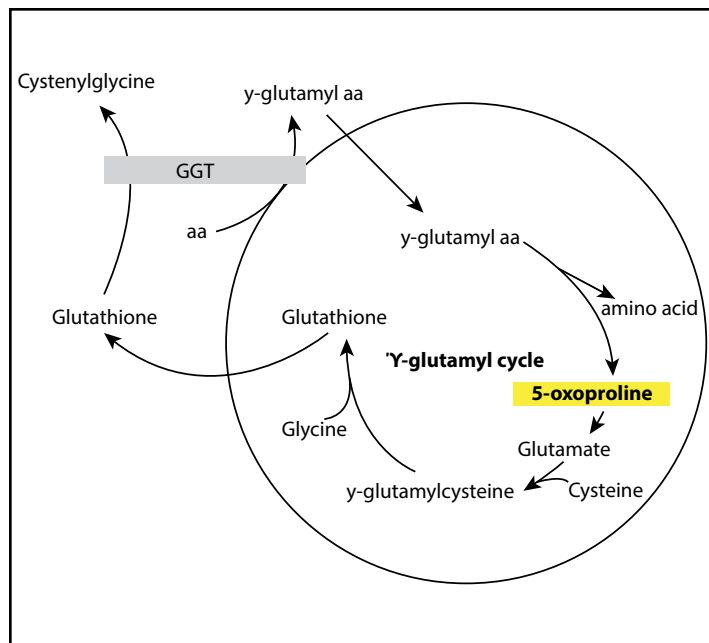 Cystenylglycine
y-glutamyl aa
GGT
aa
y-glutamyl aa
amino acid
Glutathione
Glutathione
Ύ-glutamyl cycle
5-oxoproline
Glycine
Glutamate
y-glutamylcysteine
Cysteine